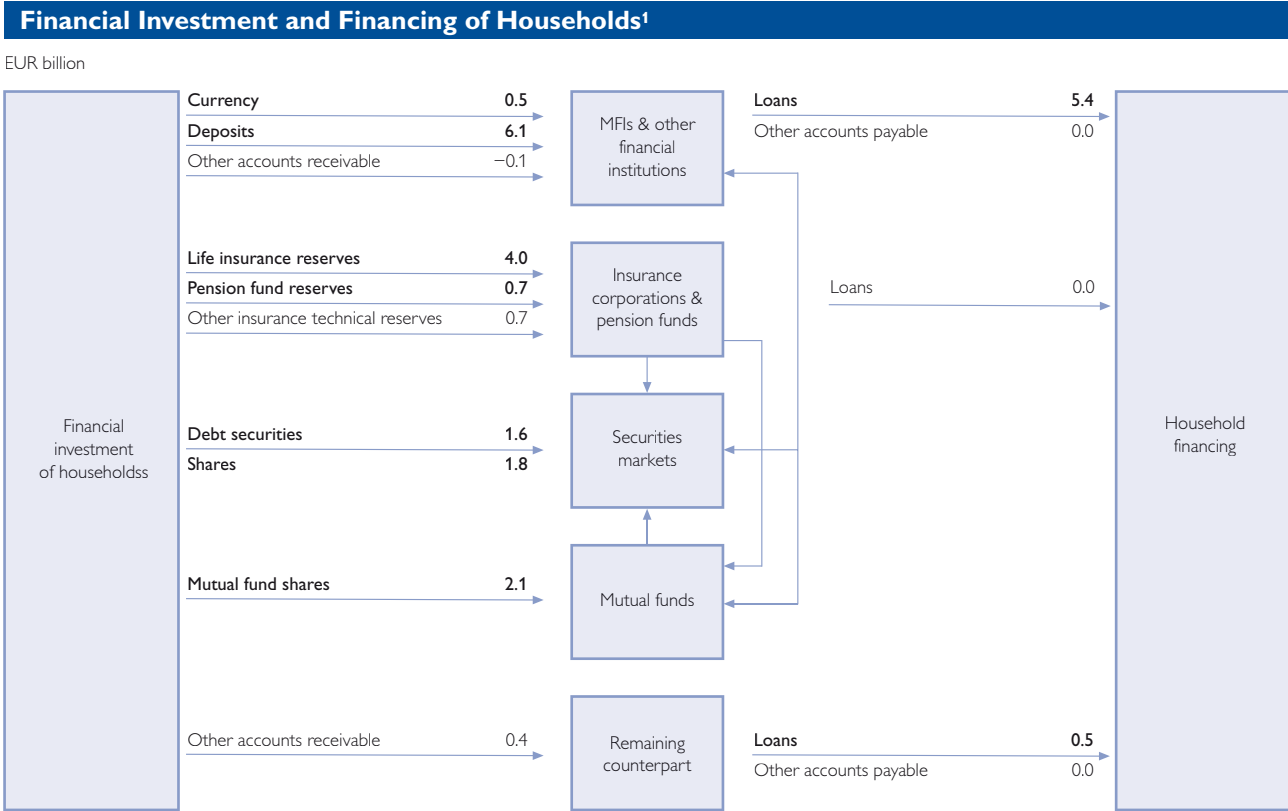 Financial Investment and Financing of Households¹
EUR billion
Currency 0.5
Deposits 6.1
Other accounts receivable −0.1
MFIs & other
financial
institutions
Loans 5.4
Other accounts payable 0.0
Life insurance reserves 4.0
Pension fund reserves 0.7
Other insurance technical reserves 0.7
Insurance
corporations &
pension funds
Loans 0.0
Financial
investment
of householdss
Debt securities 1.6
Shares 1.8
Securities
markets
Household
financing
Mutual fund shares 2.1
Mutual funds
Other accounts receivable 0.4
Remaining
counterpart
Loans 0.5
Other accounts payable 0.0